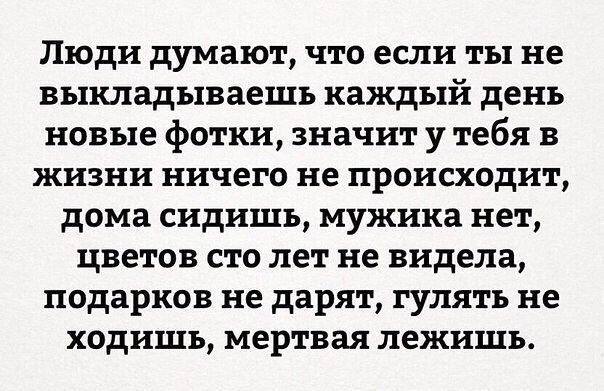 Люди думают, что если ты не
выкладываешь каждый день
новые фотки, значит у тебя в
жизни ничего не происходит,
дома сидишь, мужика нет,
цветов сто лет не видела,
подарков не дарят, гулять не
ходишь, мертвая лежишь.